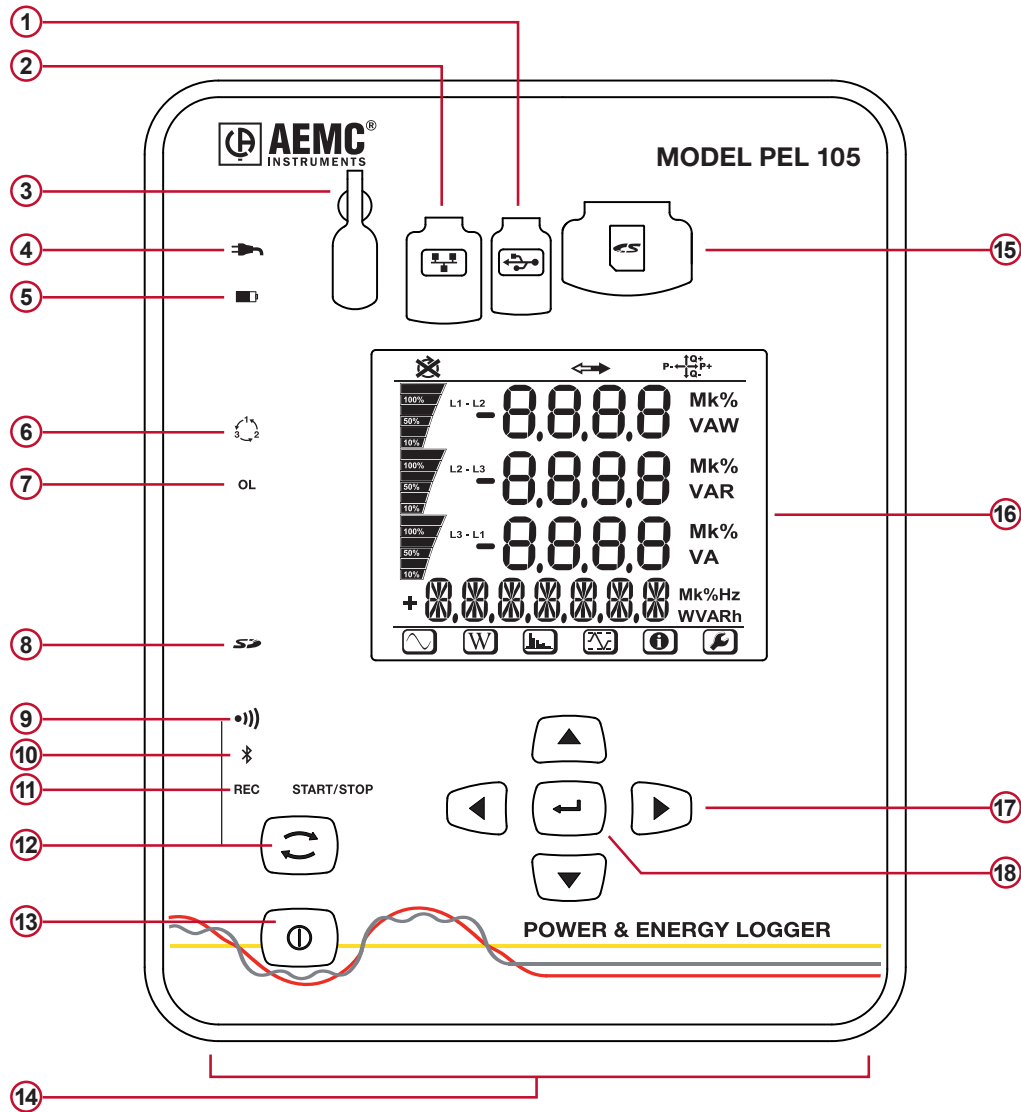 1
2
AEMC®
INSTRUMENTS
MODEL PEL 105
3
4
15
5
P- Q+ P+
Q-
100%
50%
10%
L1 - L2
-8.8.8.8
Mk%
VAW
6
1
3 2
100%
50%
10%
L2 - L3
-8.8.8.8
Mk%
VAR
7
OL
16
100%
50%
10%
L3 - L1
-8.8.8.8
Mk%
VA
+8.8.8.8.8.8.8
Mk%Hz
WVARh
W
8
SD
9
10
11
REC START/STOP
17
12
18
13
POWER & ENERGY LOGGER
14